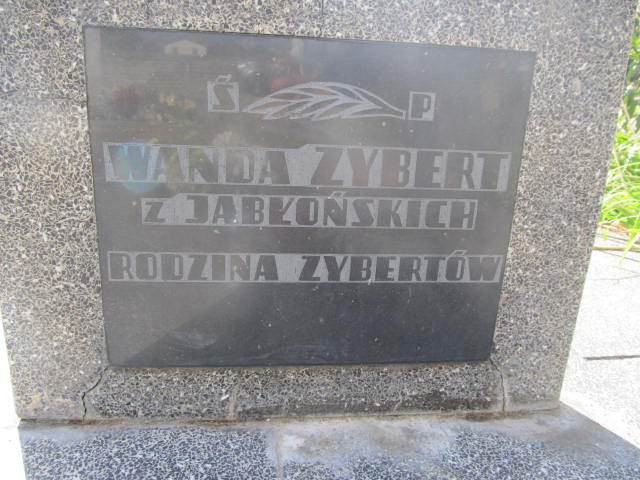 Ś P
WANDA ZYBERT
Z JABŁOŃSKICH
RODZINA ZYBERTÓW